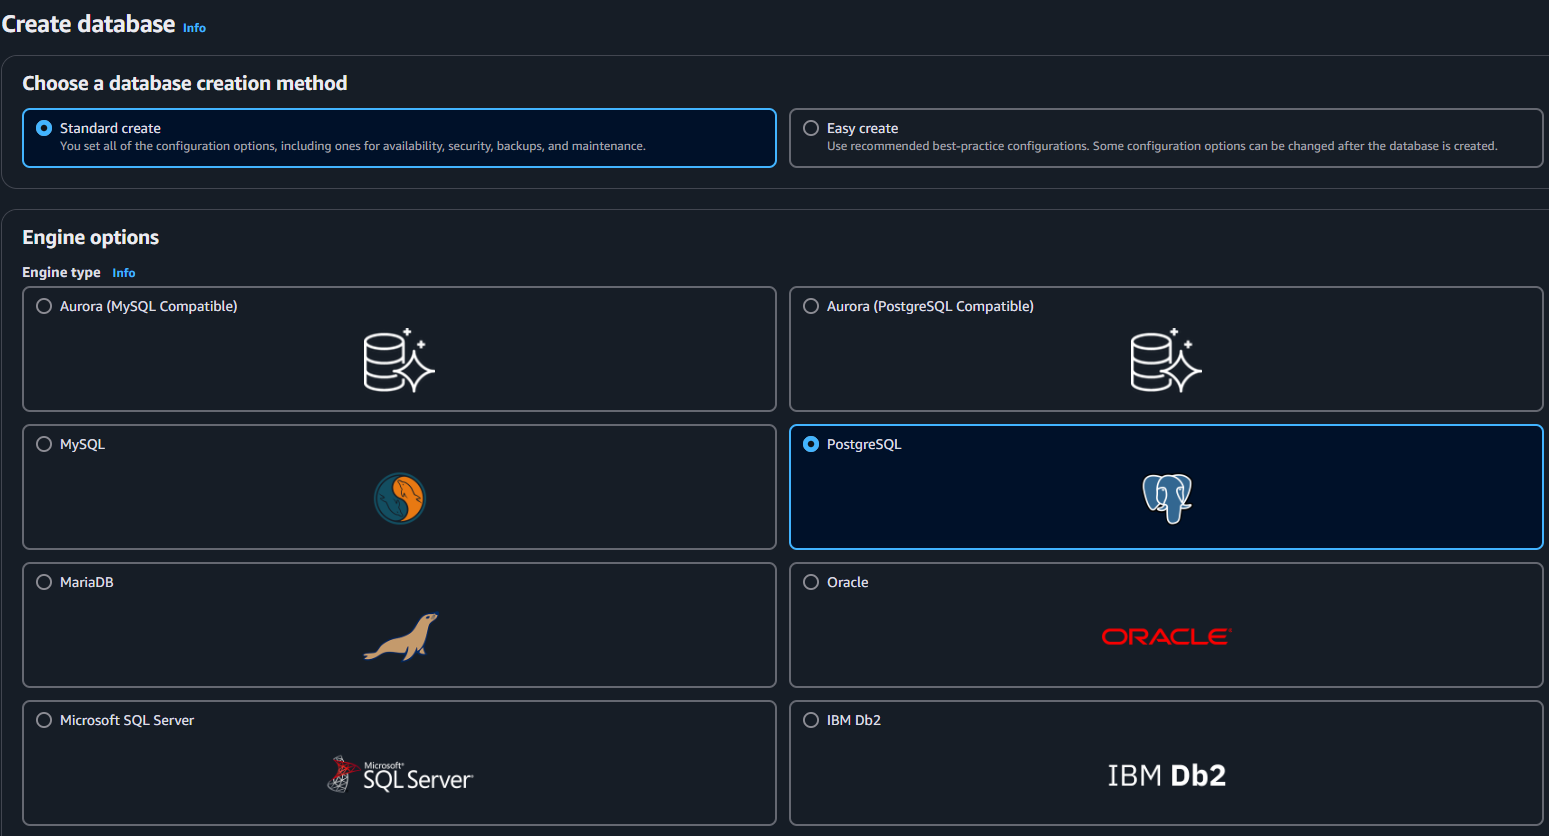 Create database Info
Choose a database creation method
Standard create
You set all of the configuration options, including ones for availability, security, backups, and maintenance.
Easy create
Use recommended best-practice configurations. Some configuration options can be changed after the database is created.
Engine options
Engine type Info
Aurora (MySQL Compatible)
Aurora (PostgreSQL Compatible)
MySQL
PostgreSQL
MariaDB
Oracle
ORACLE
Microsoft SQL Server
Microsoft
SQL Server
IBM Db2
IBM Db2